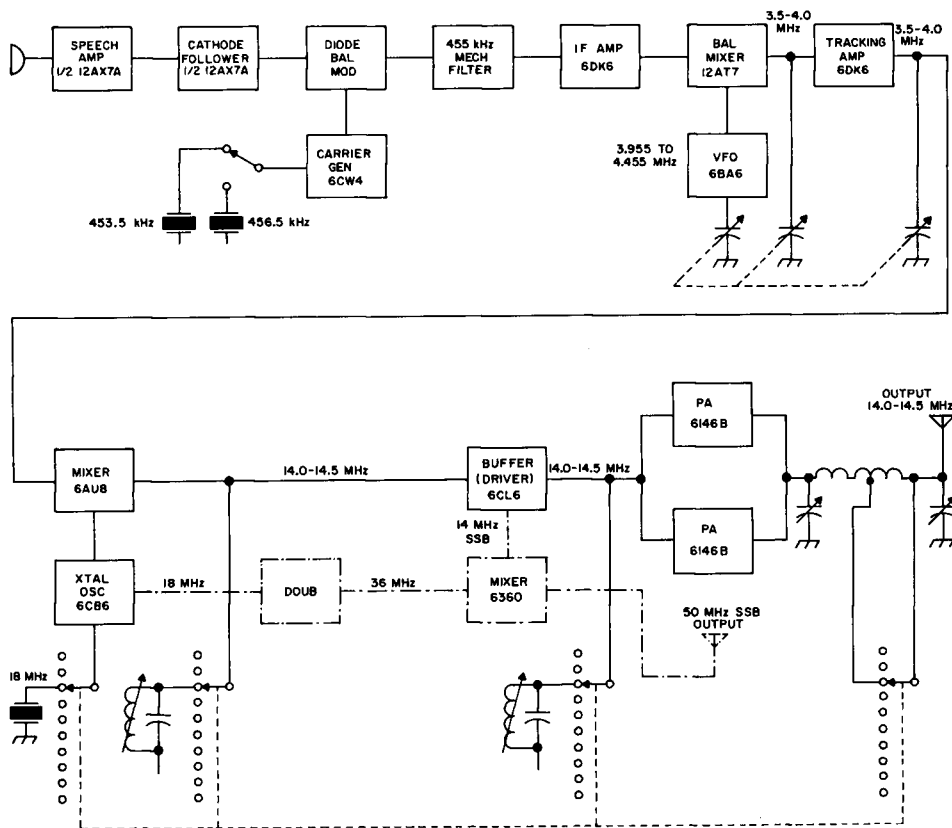 SPEECH
AMP
1/2 12AX7A
CATHODE
FOLLOWER
1/2 12AX7A
DIODE
BAL
MOD
455 kHz
MECH
FILTER
IF AMP
6DK6
BAL
MIXER
12AT7
3.5-4.0
MHz
TRACKING
AMP
6DK6
3.5-4.0
MHz
CARRIER
GEN
6CW4
3.955 TO
4.455 MHz
VFO
6BA6
453.5 kHz
456.5 kHz
MIXER
6AU8
14.0-14.5 MHz
BUFFER
(DRIVER)
6CL6
14.0-14.5 MHz
PA
6146B
PA
6146B
OUTPUT
14.0-14.5 MHz
14 MHz
SSB
XTAL
OSC
6CB6
18 MHz
DOUB
36 MHz
MIXER
6360
50 MHz SSB
OUTPUT
18 MHz